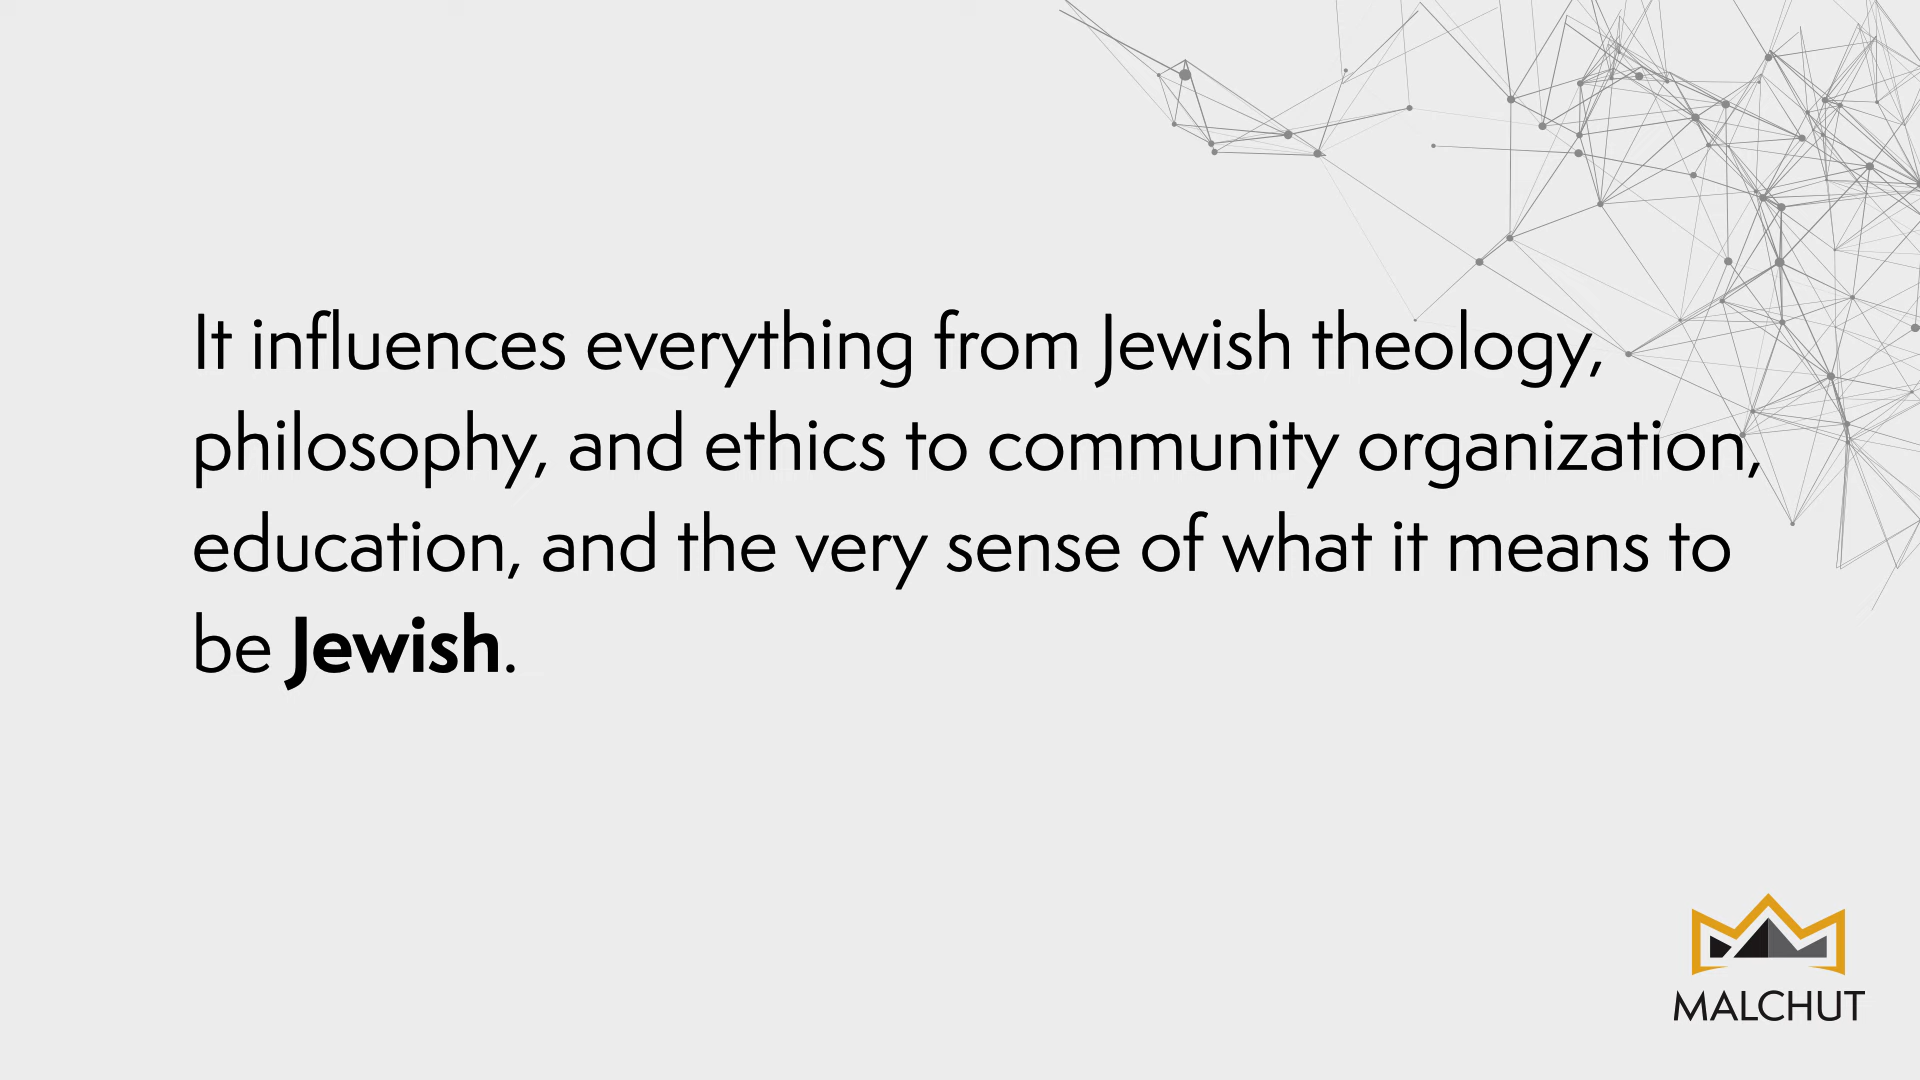 It influences everything from Jewish theology,
philosophy, and ethics to community organization,
education, and the very sense of what it means to
be Jewish.
MALCHUT